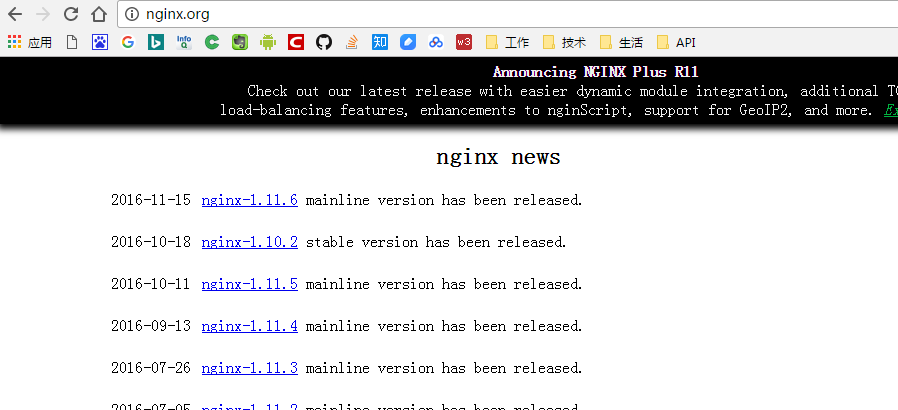 nginx.org
应用 Info Q 知 w3 工作 技术 生活 API
Announcing NGINX Plus R11
Check out our latest release with easier dynamic module integration, additional TC
load-balancing features, enhancements to nginScript, support for GeoIP2, and more. Ex
nginx news
2016-11-15 nginx-1.11.6 mainline version has been released.
2016-10-18 nginx-1.10.2 stable version has been released.
2016-10-11 nginx-1.11.5 mainline version has been released.
2016-09-13 nginx-1.11.4 mainline version has been released.
2016-07-26 nginx-1.11.3 mainline version has been released.
2016-07-05 nginx-1.11.2 mainline version has been released.